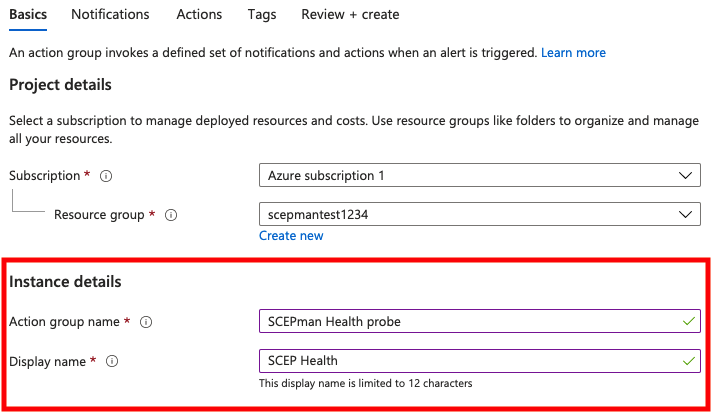 Basics Notifications Actions Tags Review + create
An action group invokes a defined set of notifications and actions when an alert is triggered. Learn more
Project details
Select a subscription to manage deployed resources and costs. Use resource groups like folders to organize and manage
all your resources.
Subscription * Azure subscription 1
Resource group * scepmantest1234
Create new
Instance details
Action group name * SCEPman Health probe
Display name * SCEP Health
This display name is limited to 12 characters